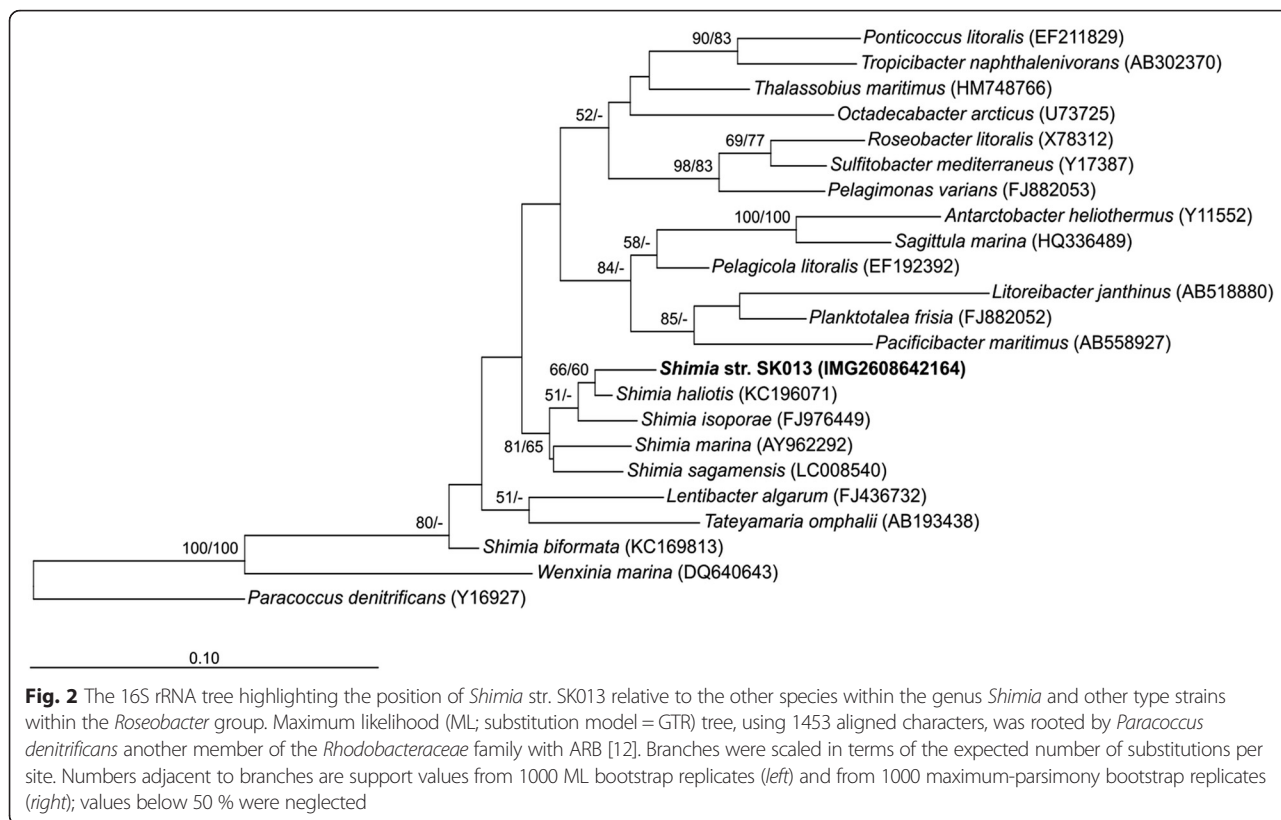 90/83
Ponticoccus litoralis (EF211829)
Tropicibacter naphthalenivorans (AB302370)
Thalassobius maritimus (HM748766)
52/-
Octadecabacter arcticus (U73725)
69/77
Roseobacter litoralis (X78312)
Sulfitobacter mediterraneus (Y17387)
98/83
Pelagimonas varians (FJ882053)
100/100
Antarctobacter heliothermus (Y11552)
58/-
Sagittula marina (HQ336489)
84/-
Pelagicola litoralis (EF192392)
Litoreibacter janthinus (AB518880)
85/-
Planktotalea frisia (FJ882052)
Pacificibacter maritimus (AB558927)
66/60
Shimia str. SK013 (IMG2608642164)
51/-
Shimia haliotis (KC196071)
Shimia isoporae (FJ976449)
81/65
Shimia marina (AY962292)
Shimia sagamensis (LC008540)
51/-
Lentibacter algarum (FJ436732)
80/-
Tateyamaria omphalii (AB193438)
Shimia biformata (KC169813)
100/100
Wenxinia marina (DQ640643)
Paracoccus denitrificans (Y16927)
0.10
Fig. 2 The 16S rRNA tree highlighting the position of Shimia str. SK013 relative to the other species within the genus Shimia and other type strains
within the Roseobacter group. Maximum likelihood (ML; substitution model = GTR) tree, using 1453 aligned characters, was rooted by Paracoccus
denitrificans another member of the Rhodobacteraceae family with ARB [12]. Branches were scaled in terms of the expected number of substitutions per
site. Numbers adjacent to branches are support values from 1000 ML bootstrap replicates (left) and from 1000 maximum-parsimony bootstrap replicates
(right); values below 50 % were neglected